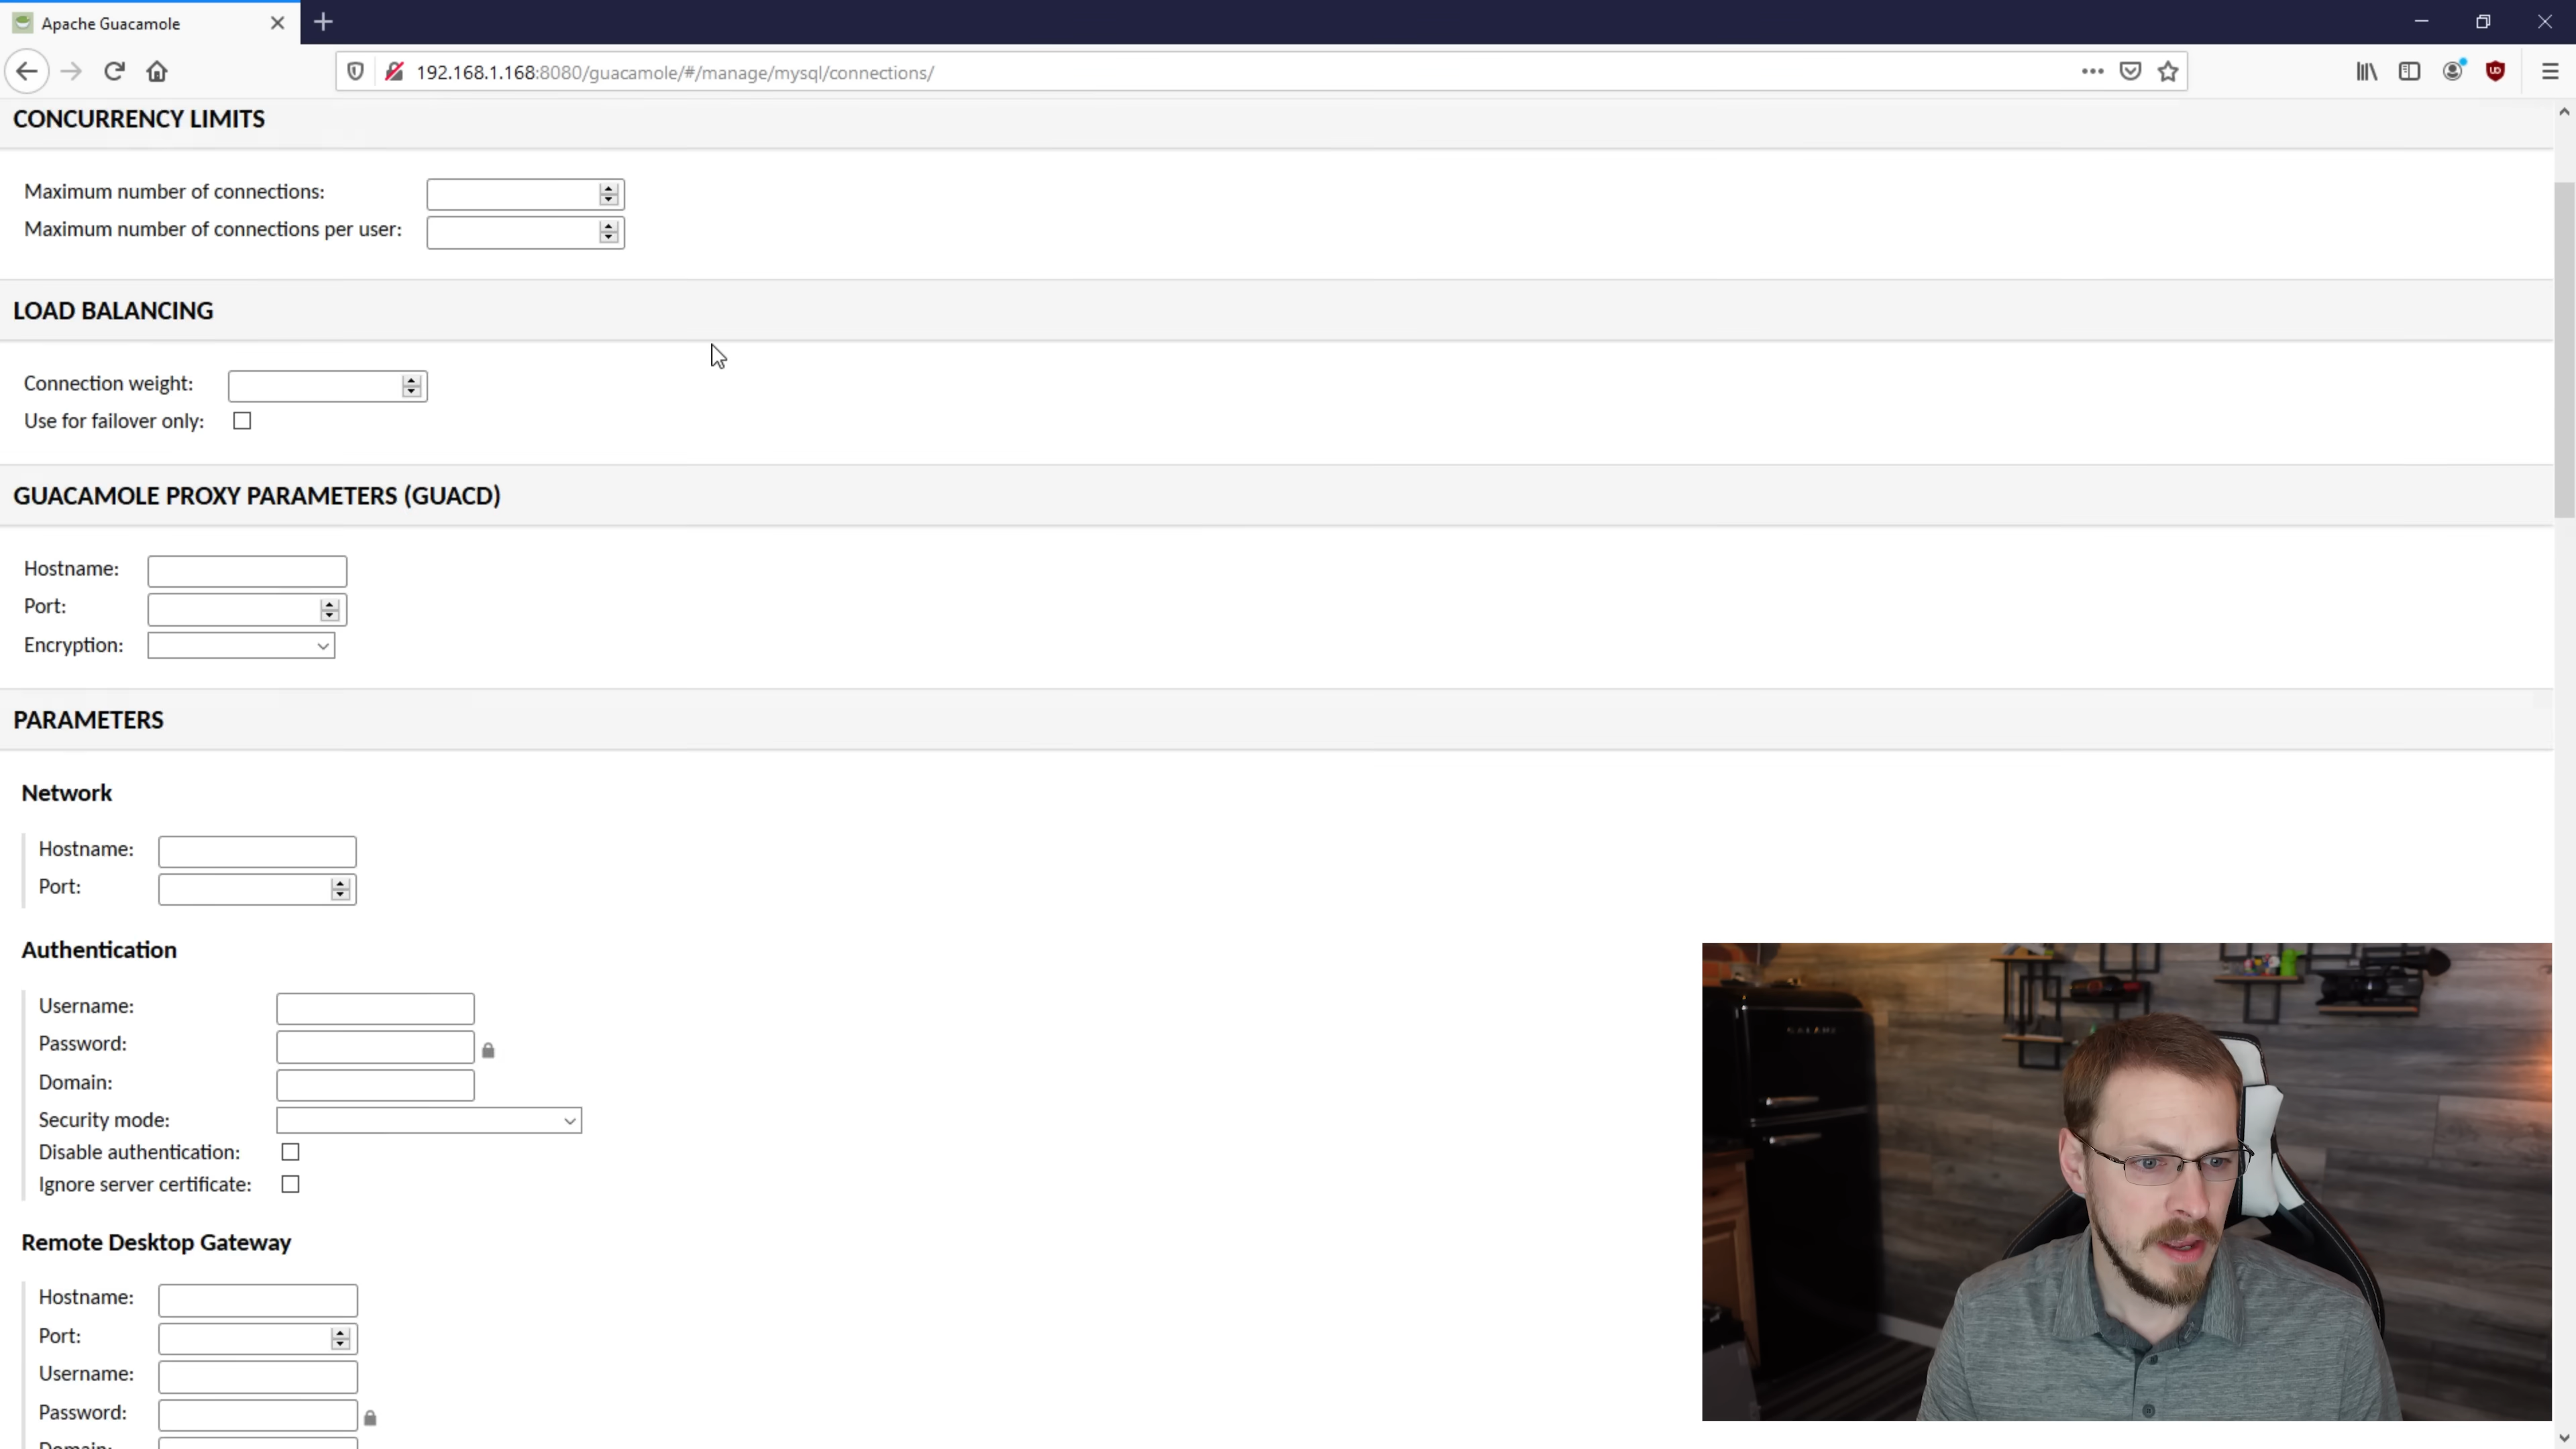 Apache Guacamole
192.168.1.168:8080/guacamole/#/manage/mysql/connections/
CONCURRENCY LIMITS
Maximum number of connections:
Maximum number of connections per user:
LOAD BALANCING
Connection weight:
Use for failover only:
GUACAMOLE PROXY PARAMETERS (GUACD)
Hostname:
Port:
Encryption:
PARAMETERS
Network
Hostname:
Port:
Authentication
Username:
Password:
Domain:
Security mode:
Disable authentication:
Ignore server certificate:
Remote Desktop Gateway
Hostname:
Port:
Username:
Password:
Domain:
GALANZ